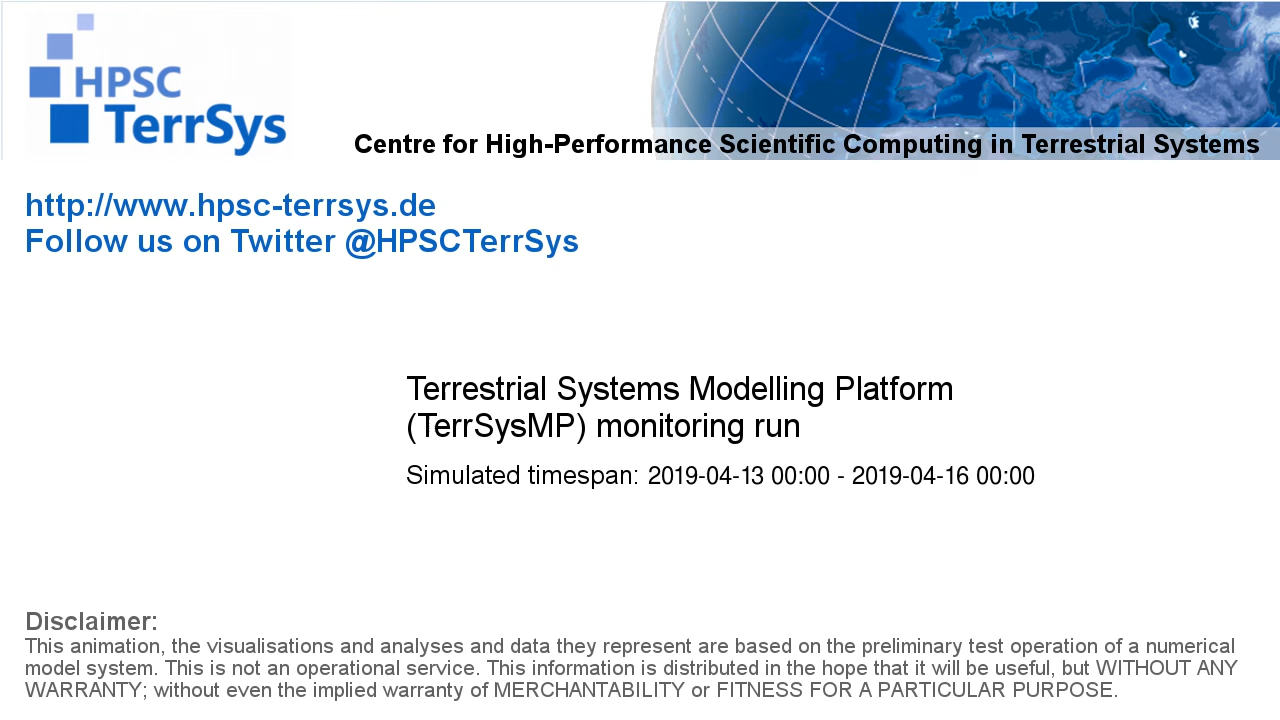 HPSC
TerrSys
Centre for High-Performance Scientific Computing in Terrestrial Systems
http://www.hpsc-terrsys.de
Follow us on Twitter @HPSCTerrSys
Terrestrial Systems Modelling Platform
(TerrSysMP) monitoring run
Simulated timespan: 2019-04-13 00:00 - 2019-04-16 00:00
Disclaimer:
This animation, the visualisations and analyses and data they represent are based on the preliminary test operation of a numerical
model system. This is not an operational service. This information is distributed in the hope that it will be useful, but WITHOUT ANY
WARRANTY; without even the implied warranty of MERCHANTABILITY or FITNESS FOR A PARTICULAR PURPOSE.